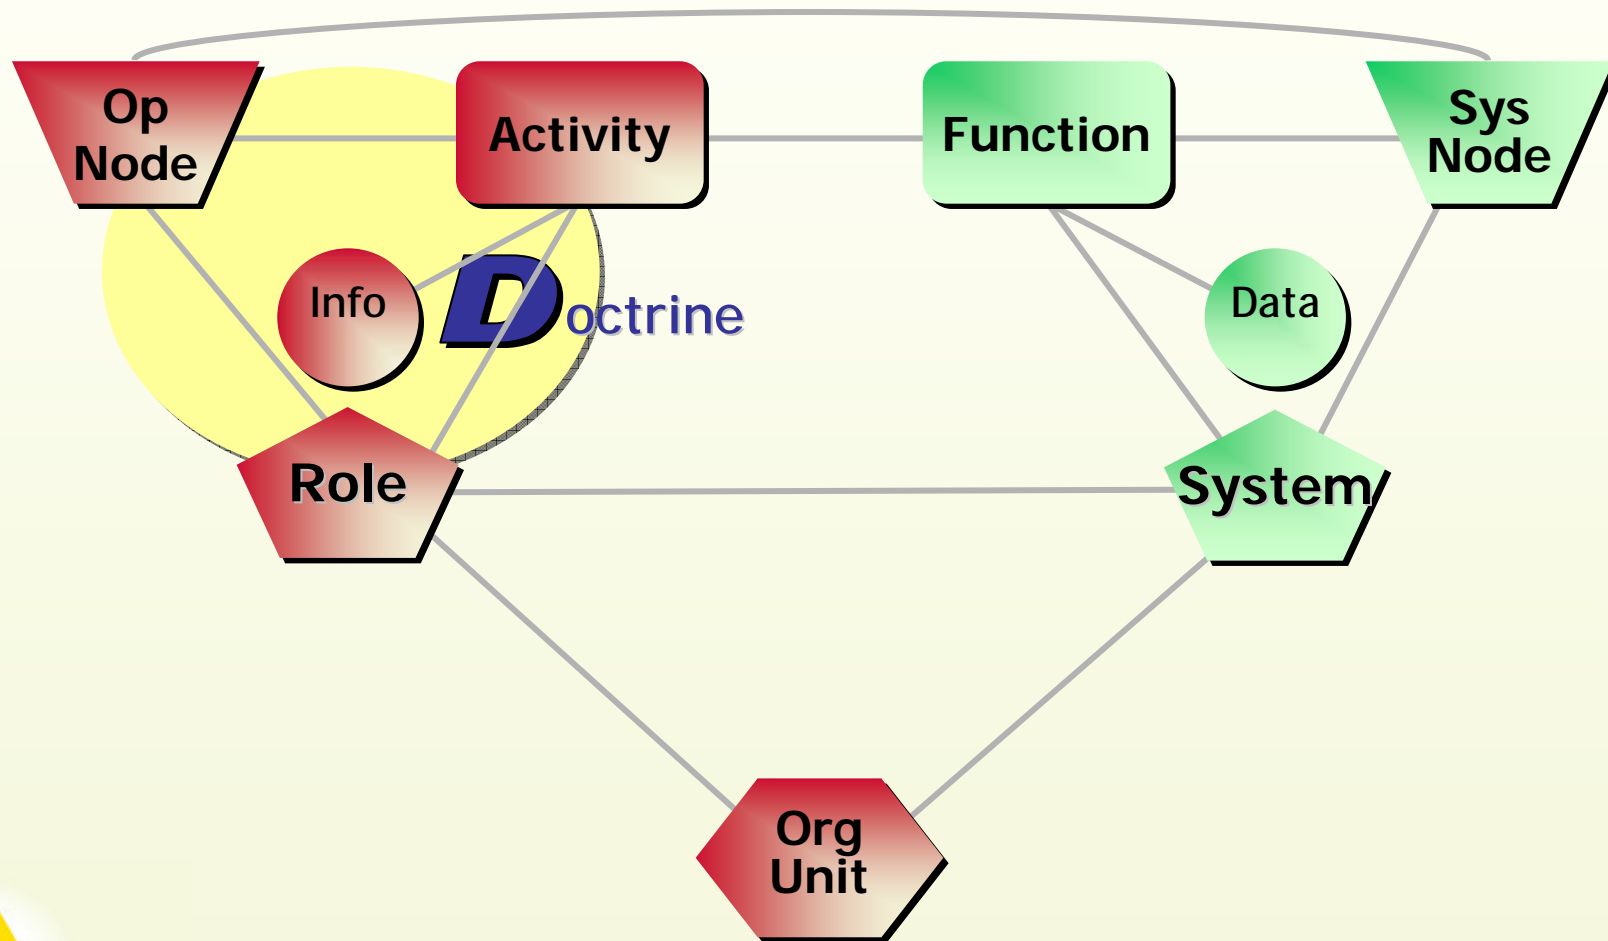 Op
Node
Activity
Function
Sys
Node
Info
Doctrine
Data
Role
System
Org
Unit